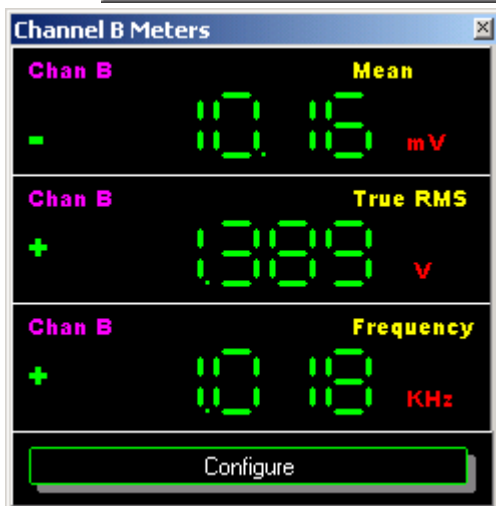 Channel B Meters
Chan B Mean
- 10.16 mV
Chan B True RMS
+ 1.389 V
Chan B Frequency
+ 1.018 KHz
Configure